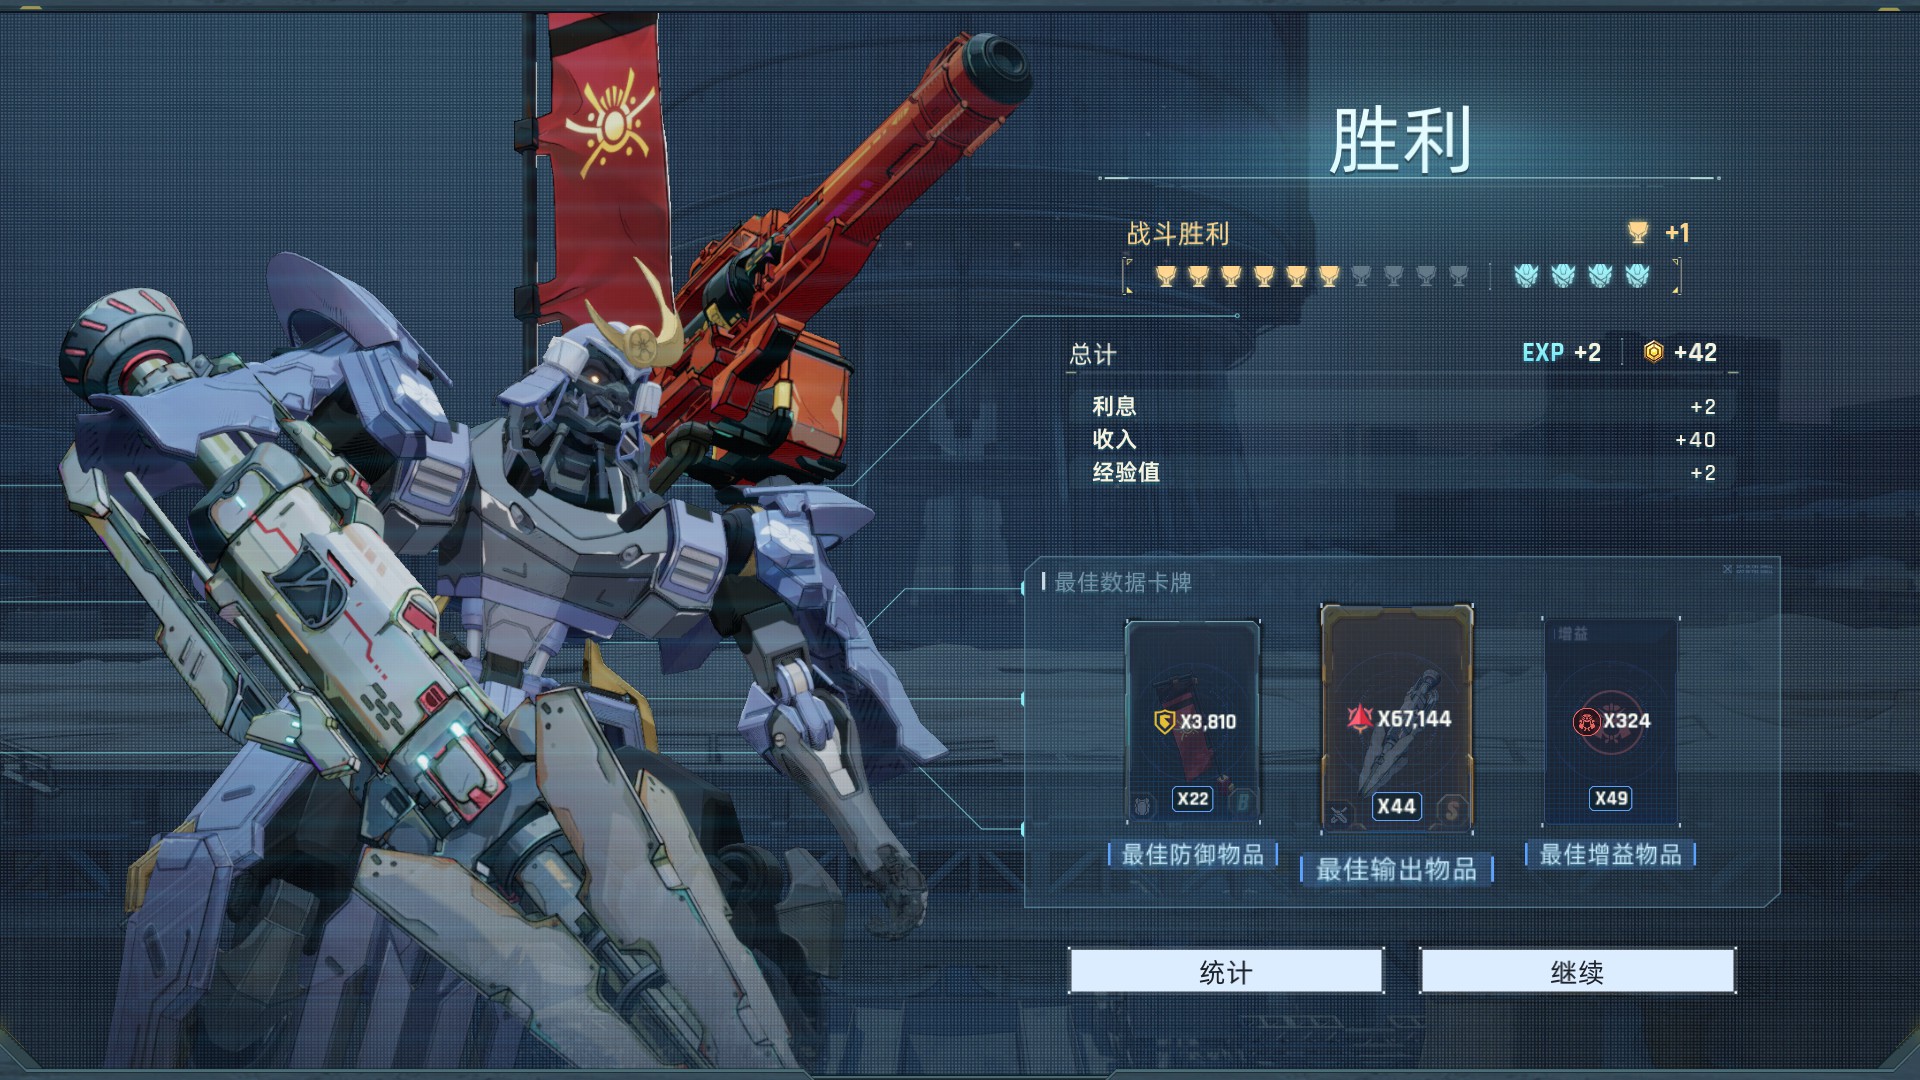 胜利
战斗胜利 +1
总计 EXP +2 +42
利息 +2
收入 +40
经验值 +2
最佳数据卡牌
增益
X3,810
X67,144
X324
X22
B
X44
S
X49
最佳防御物品
最佳输出物品
最佳增益物品
统计
继续